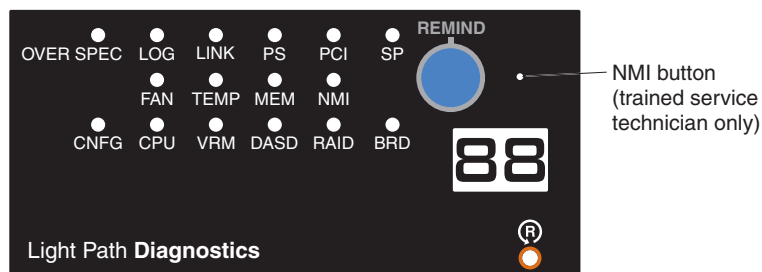 REMIND
OVER SPEC LOG LINK PS PCI SP
FAN TEMP MEM NMI
CNFG CPU VRM DASD RAID BRD
88
Light Path Diagnostics
R
NMI button
(trained service
technician only)